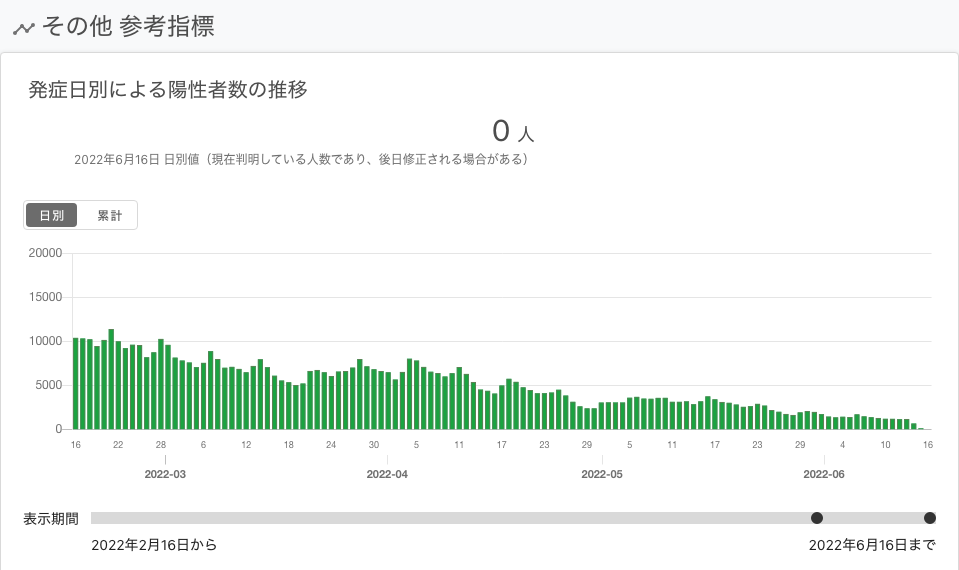 その他 参考指標
発症日別による陽性者数の推移
0 人
2022年6月16日 日別値（現在判明している人数であり、後日修正される場合がある）
日別 累計
20000
15000
10000
5000
0
16 22 28 6 12 18 24 30 5 11 17 23 29 5 11 17 23 29 4 10 16
2022-03 2022-04 2022-05 2022-06
表示期間
2022年2月16日から 2022年6月16日まで